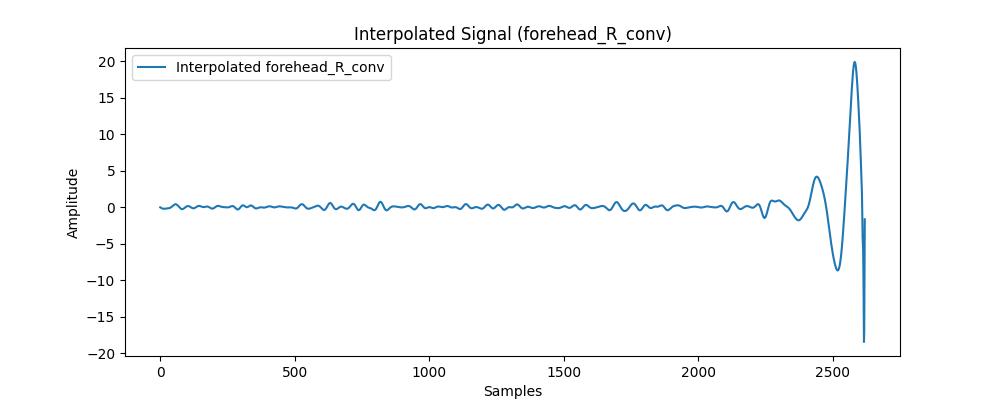 Interpolated Signal (forehead_R_conv)
Interpolated forehead_R_conv
20
15
10
5
0
−5
−10
−15
−20
Amplitude
0 500 1000 1500 2000 2500
Samples